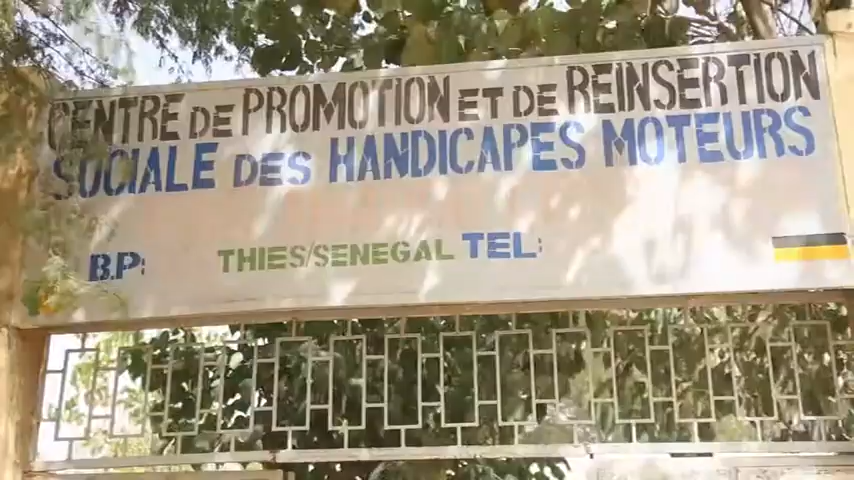 CENTRE DE PROMOTION ET DE REINSERTION
SOCIALE DES HANDICAPES MOTEURS
B.P: THIES/SENEGAL TEL: